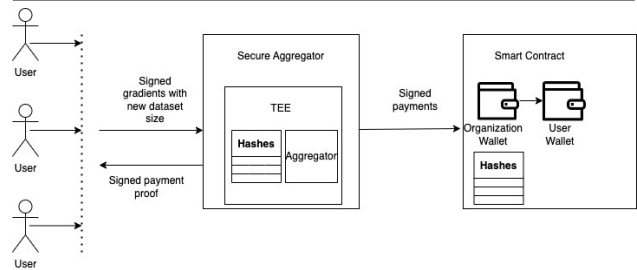 User
User
User
Signed
gradients with
new dataset
size
Signed payment
proof
Secure Aggregator
TEE
Hashes
Aggregator
Signed
payments
Smart Contract
Organization
Wallet
User
Wallet
Hashes